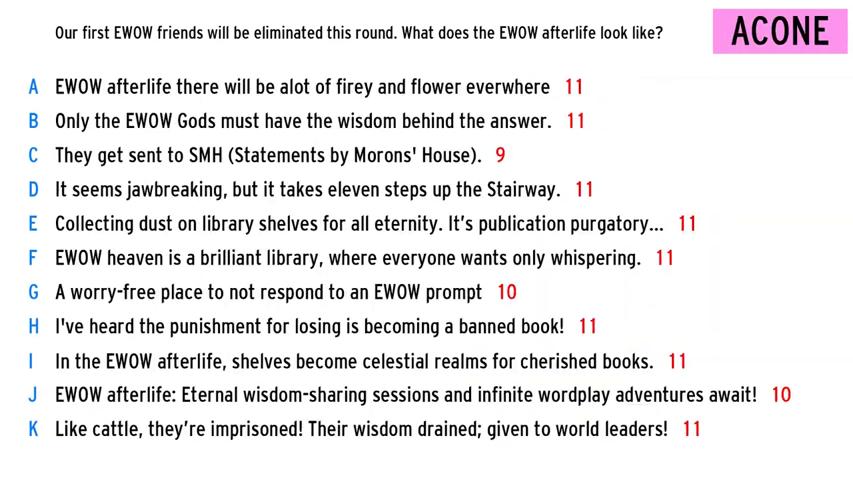 Our first EWOW friends will be eliminated this round. What does the EWOW afterlife look like?
ACONE
A EWOW afterlife there will be alot of firey and flower everwhere 11
B Only the EWOW Gods must have the wisdom behind the answer. 11
C They get sent to SMH (Statements by Morons' House). 9
D It seems jawbreaking, but it takes eleven steps up the Stairway. 11
E Collecting dust on library shelves for all eternity. It’s publication purgatory... 11
F EWOW heaven is a brilliant library, where everyone wants only whispering. 11
G A worry-free place to not respond to an EWOW prompt 10
H I've heard the punishment for losing is becoming a banned book! 11
I In the EWOW afterlife, shelves become celestial realms for cherished books. 11
J EWOW afterlife: Eternal wisdom-sharing sessions and infinite wordplay adventures await! 10
K Like cattle, they’re imprisoned! Their wisdom drained; given to world leaders! 11